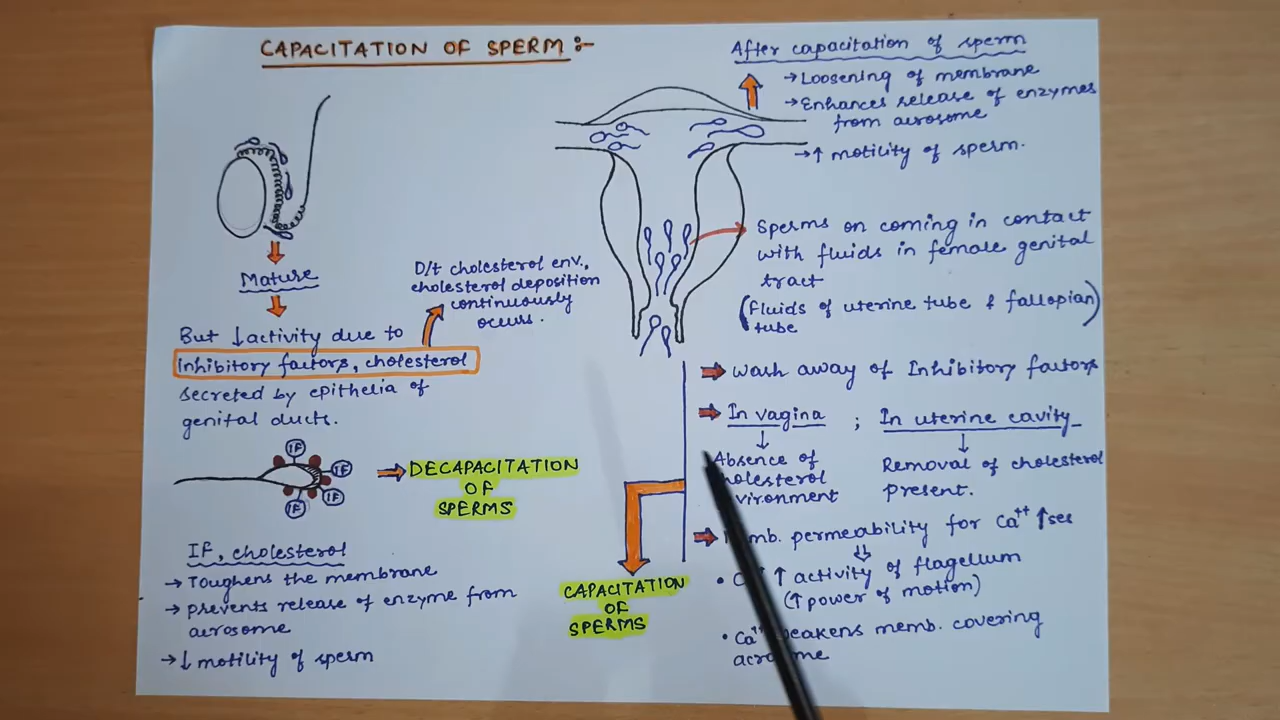 CAPACITATION OF SPERM :-
Mature
But ↓activity due to
inhibitory factors, cholesterol
secreted by epithelia of
genital ducts.
D/t cholesterol env.,
cholesterol deposition
continuously
occurs.
IF
IF
IF
IF
DECAPACITATION
OF
SPERMS
IF, cholesterol
→ Toughens the membrane
→ prevents release of enzyme from
acrosome
→ ↓ motility of sperm
After capacitation of sperm
→ Loosening of membrane
→ Enhances release of enzymes
from acrosome
→ ↑ motility of sperm.
Sperms on coming in contact
with fluids in female genital
tract
(Fluids of uterine tube & fallopian)
tube
Wash away of Inhibitory factors
In vagina ; In uterine cavity
Absence of
environment
Removal of cholesterol
present.
permeability for Ca++ ↑ses
↑ activity of flagellum
(↑ power of motion)
• Ca++ memb. covering
CAPACITATION
OF
SPERMS